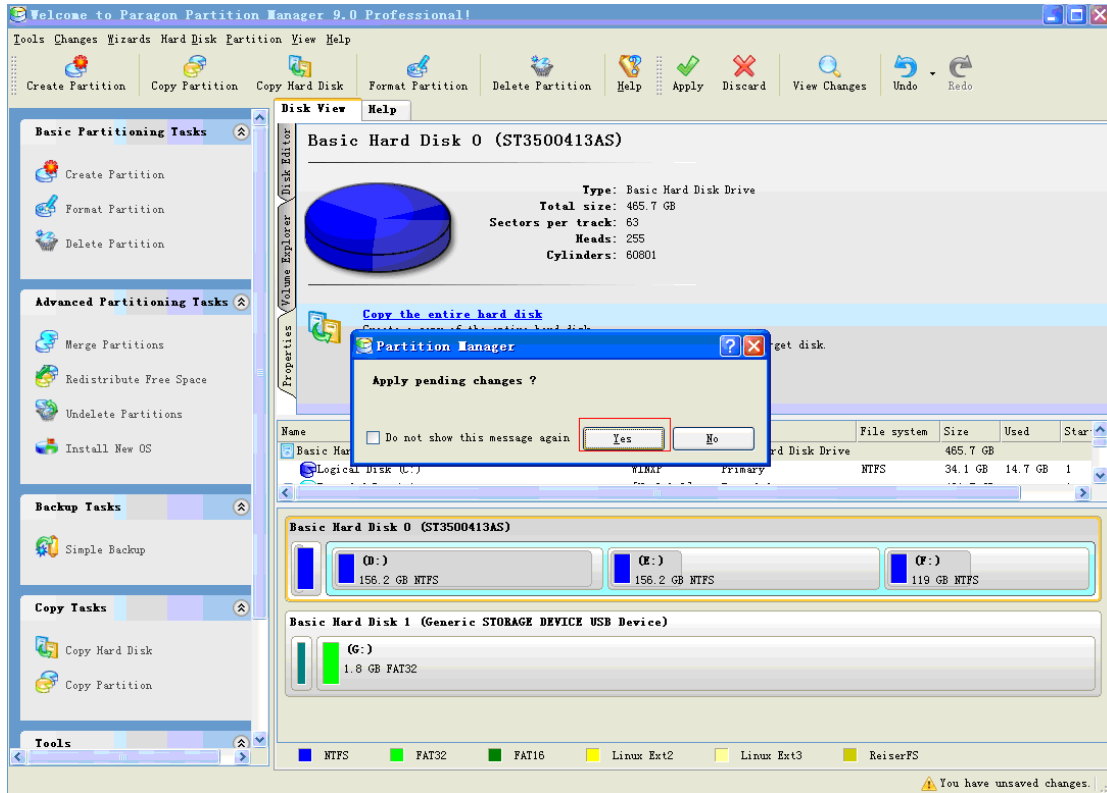 Welcome to Paragon Partition Manager 9.0 Professional!
Tools Changes Wizards Hard Disk Partition View Help
Create Partition Copy Partition Copy Hard Disk Format Partition Delete Partition Help Apply Discard View Changes Undo Redo
Disk View Help
Basic Partitioning Tasks
Create Partition
Format Partition
Delete Partition
Advanced Partitioning Tasks
Merge Partitions
Redistribute Free Space
Undelete Partitions
Install New OS
Backup Tasks
Simple Backup
Copy Tasks
Copy Hard Disk
Copy Partition
Tools
Disk Editor
Volume Explorer
Properties
Basic Hard Disk 0 (ST3500413AS)
Type: Basic Hard Disk Drive
Total size: 465.7 GB
Sectors per track: 63
Heads: 255
Cylinders: 60801
Copy the entire hard disk
get disk.
Partition Manager
Apply pending changes ?
Do not show this message again Yes No
Name File system Size Used Star
Basic Har rd Disk Drive 465.7 GB
Logical Disk (C:) WINXP Primary NTFS 34.1 GB 14.7 GB 1
Basic Hard Disk 0 (ST3500413AS)
(D:) (E:) (F:)
156.2 GB NTFS 156.2 GB NTFS 119 GB NTFS
Basic Hard Disk 1 (Generic STORAGE DEVICE USB Device)
(G:)
1.8 GB FAT32
NTFS FAT32 FAT16 Linux Ext2 Linux Ext3 ReiserFS
You have unsaved changes.